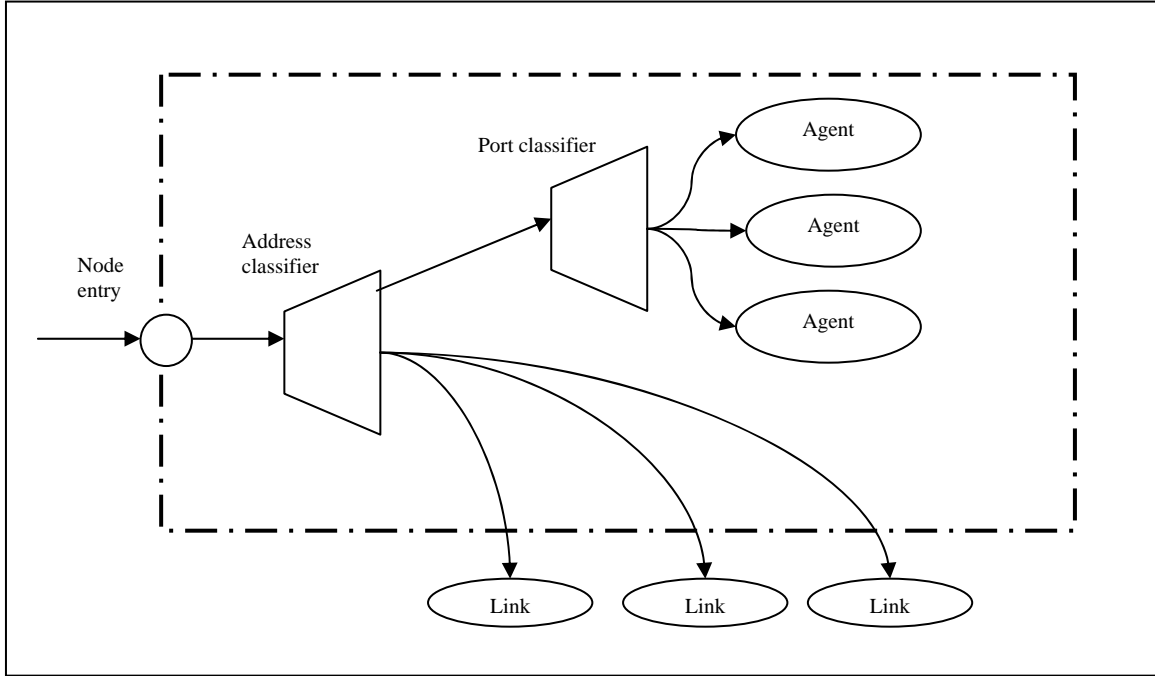 Agent
Port classifier
Agent
Address
classifier
Node
entry
Agent
Link
Link
Link